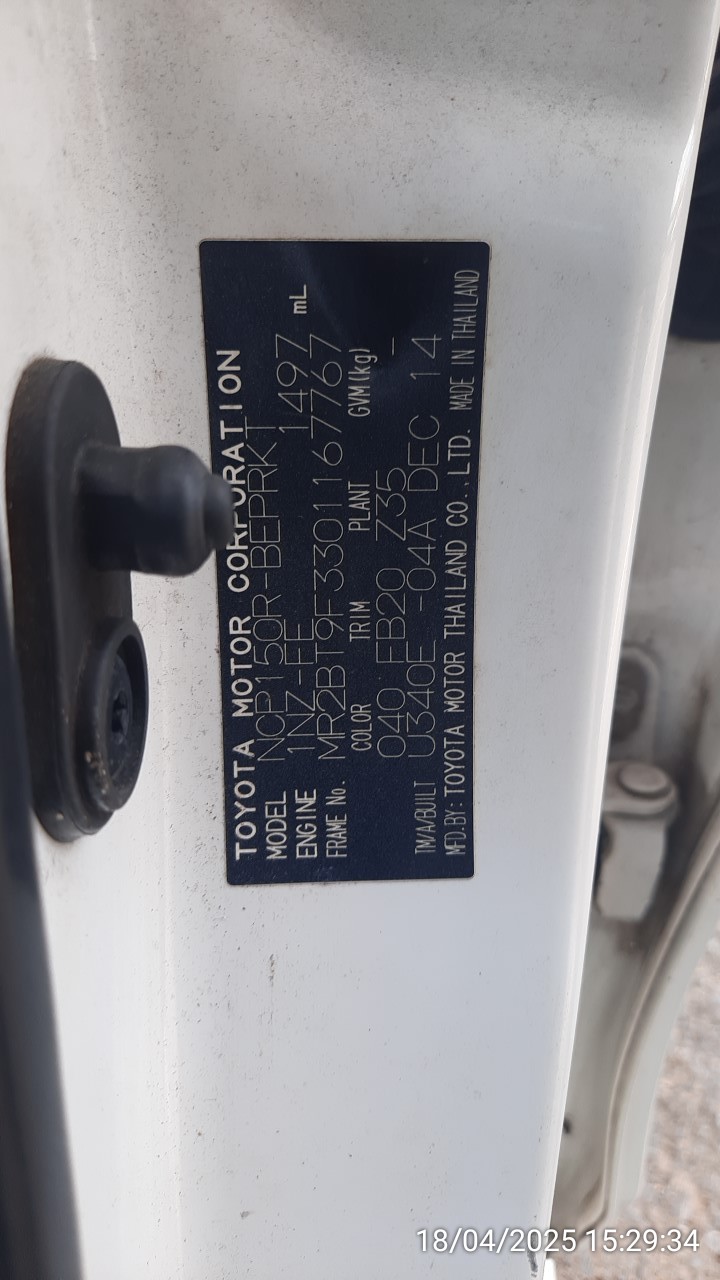 TOYOTA MOTOR CORPORATION
MODEL NCP150R-BEPRKT
ENGINE 1NZ-FE 1497 mL
FRAME No. MR2BT9F3301167767
COLOR TRIM PLANT GVM(kg)
040 FB20 Z35 -
TM/A/BUILT U340E -04A DEC 14
MFD.BY: TOYOTA MOTOR THAILAND CO.,LTD. MADE IN THAILAND
18/04/2025 15:29:34